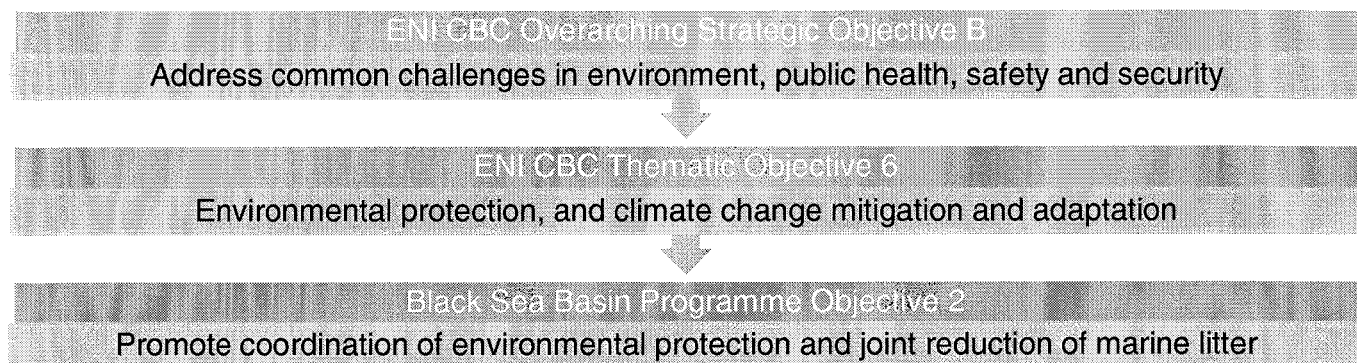 ENI CBC Overarching Strategic Objective B
Address common challenges in environment, public health, safety and security
ENI CBC Thematic Objective 6
Environmental protection, and climate change mitigation and adaptation
Black Sea Basin Programme Objective 2
Promote coordination of environmental protection and joint reduction of marine litter